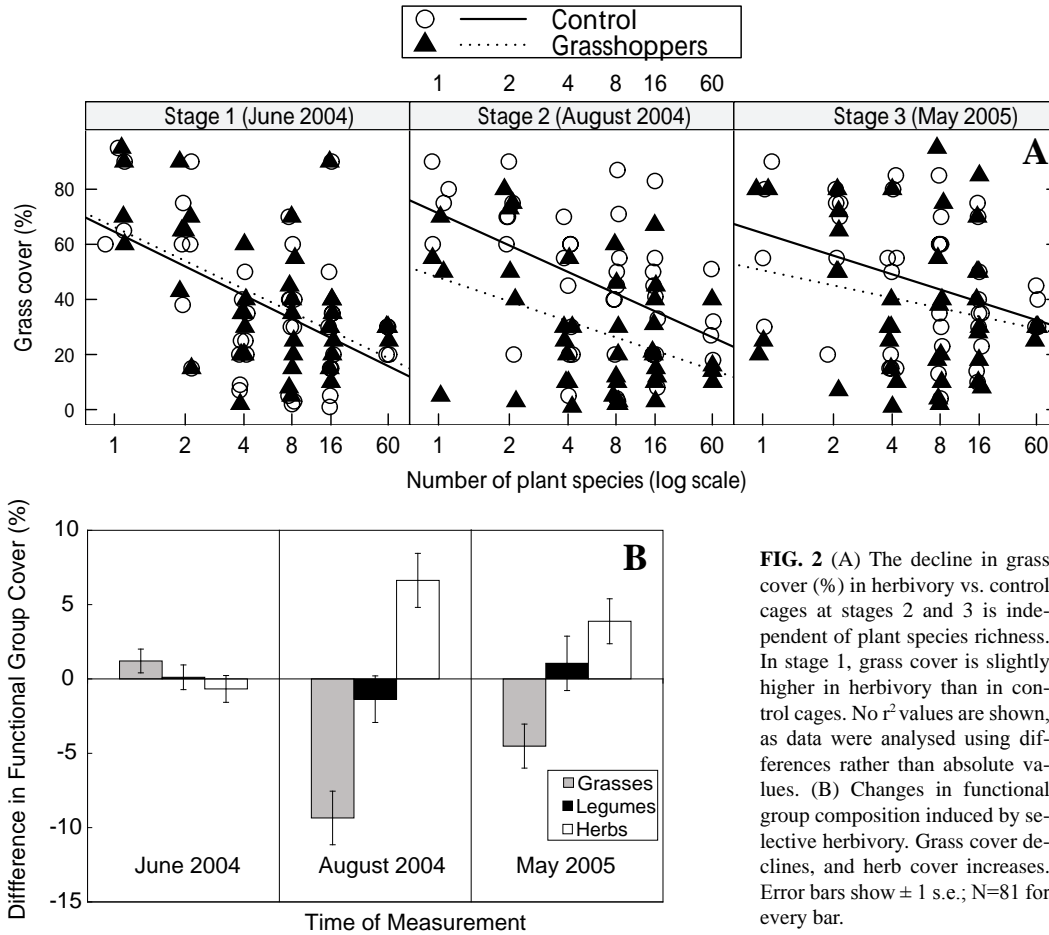 Control
Grasshoppers
1 2 4 8 16 60
Stage 1 (June 2004) Stage 2 (August 2004) Stage 3 (May 2005)
A
Grass cover (%)
80
60
40
20
0
1 2 4 8 16 60 1 2 4 8 16 60
Number of plant species (log scale)
B
Diffference in Functional Group Cover (%)
10
5
0
-5
-10
-15
Grasses
Legumes
Herbs
June 2004 August 2004 May 2005
Time of Measurement
FIG. 2 (A) The decline in grass
cover (%) in herbivory vs. control
cages at stages 2 and 3 is inde-
pendent of plant species richness.
In stage 1, grass cover is slightly
higher in herbivory than in con-
trol cages. No r² values are shown,
as data were analysed using dif-
ferences rather than absolute va-
lues. (B) Changes in functional
group composition induced by se-
lective herbivory. Grass cover de-
clines, and herb cover increases.
Error bars show ± 1 s.e.; N=81 for
every bar.